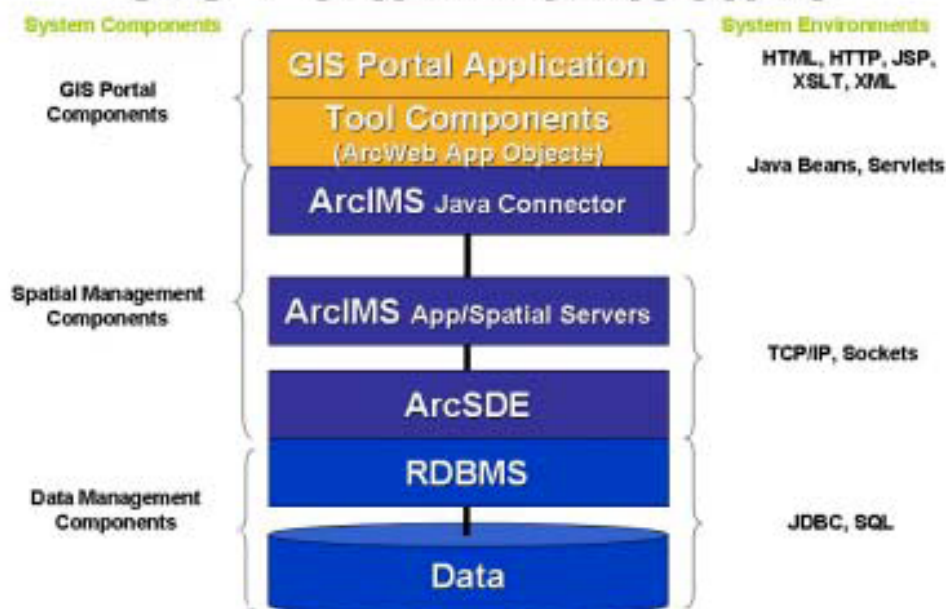 System Components
System Environments
GIS Portal Application
HTML, HTTP, JSP,
XSLT, XML
GIS Portal
Components
Tool Components
(ArcWeb App Objects)
Java Beans, Servlets
ArcIMS Java Connector
Spatial Management
Components
ArcIMS App/Spatial Servers
TCP/IP, Sockets
ArcSDE
RDBMS
Data Management
Components
JDBC, SQL
Data